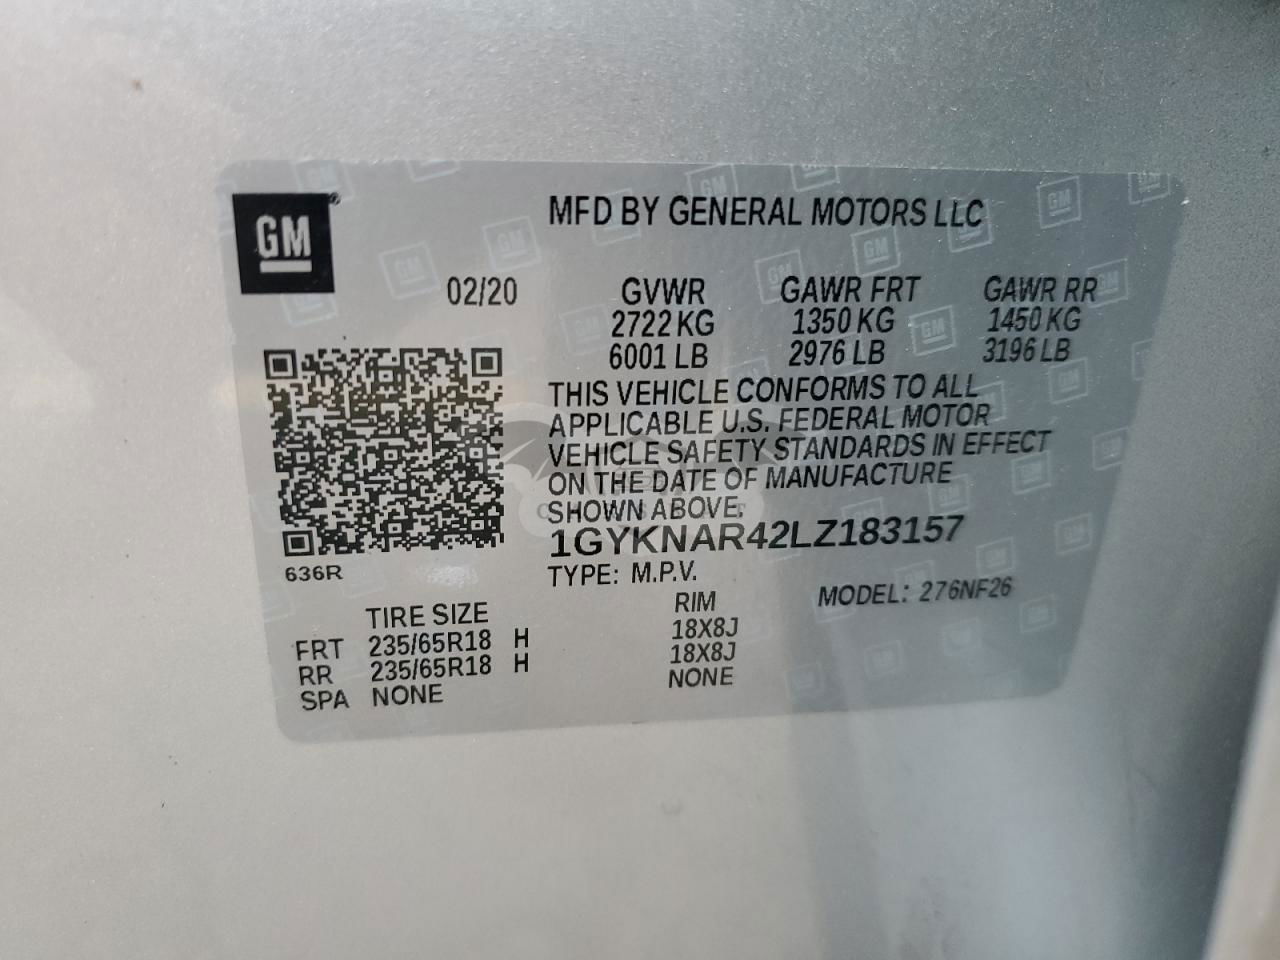 GM
MFD BY GENERAL MOTORS LLC
02/20 GVWR GAWR FRT GAWR RR
2722 KG 1350 KG 1450 KG
6001 LB 2976 LB 3196 LB
THIS VEHICLE CONFORMS TO ALL
APPLICABLE U.S. FEDERAL MOTOR
VEHICLE SAFETY STANDARDS IN EFFECT
ON THE DATE OF MANUFACTURE
SHOWN ABOVE.
1GYKNAR42LZ183157
636R
TYPE: M.P.V. MODEL: 276NF26
TIRE SIZE RIM
FRT 235/65R18 H 18X8J
RR 235/65R18 H 18X8J
SPA NONE NONE